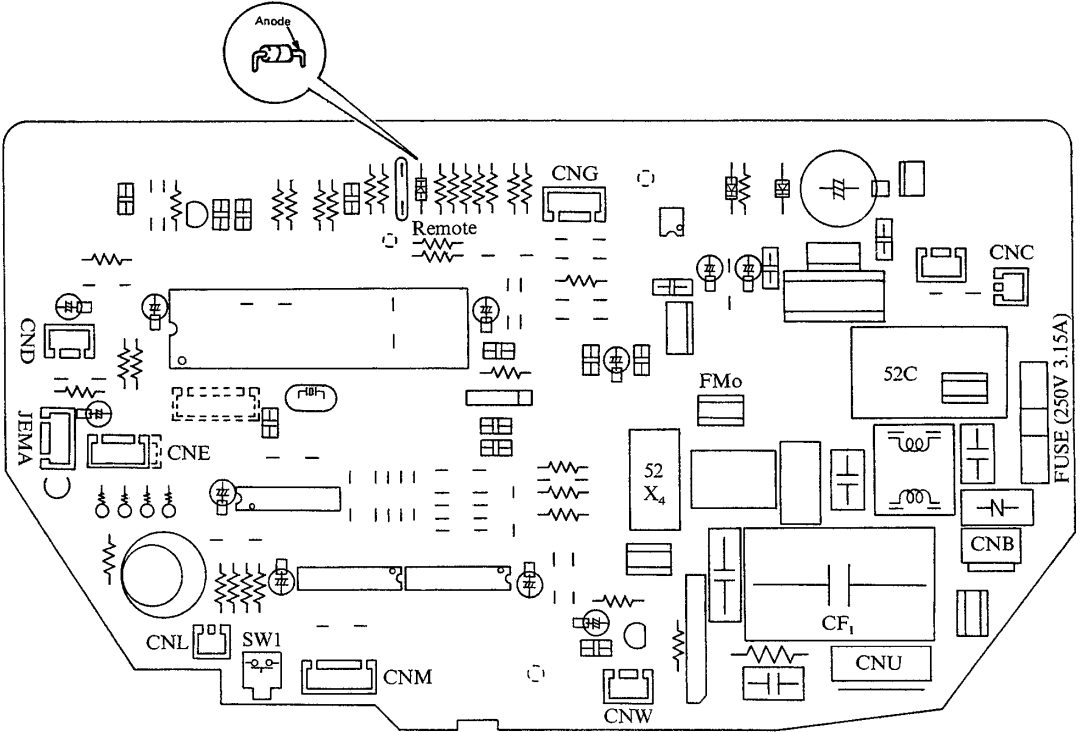 Anode
CNG
Remote
CNC
CND
52C
FMo
FUSE (250V 3.15A)
JEMA
CNE
52
X4
CNB
CF1
CNL
SW1
CNM
CNW
CNU